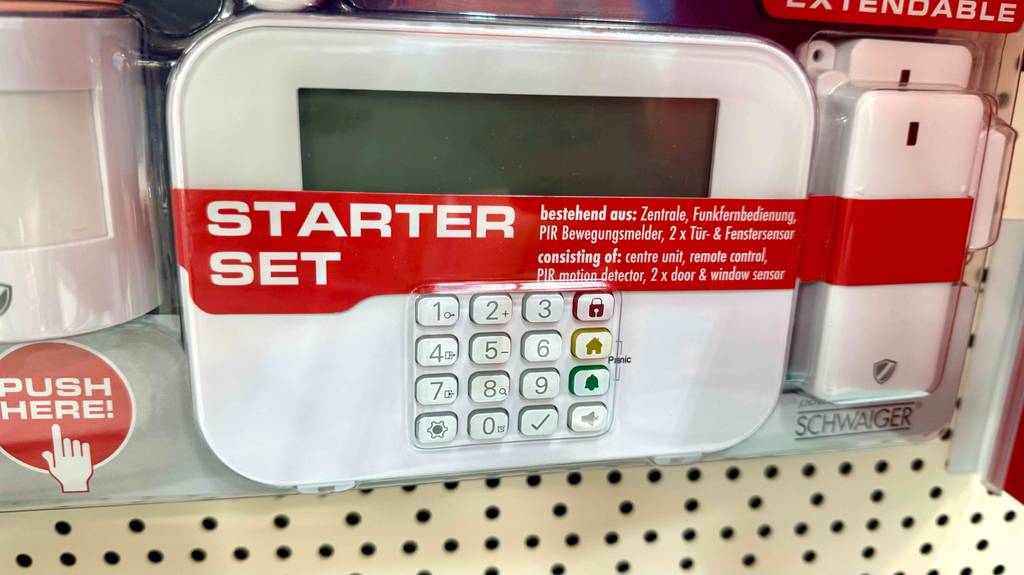 EXTENDABLE
STARTER
SET
bestehend aus: Zentrale, Funkfernbedienung,
PIR Bewegungsmelder, 2 x Tür- & Fenstersensor
consisting of: centre unit, remote control,
PIR motion detector, 2 x door & window sensor
1 2+ 3
4 5- 6
Panic
7 8 9
0
PUSH
HERE!
SCHWAIGER